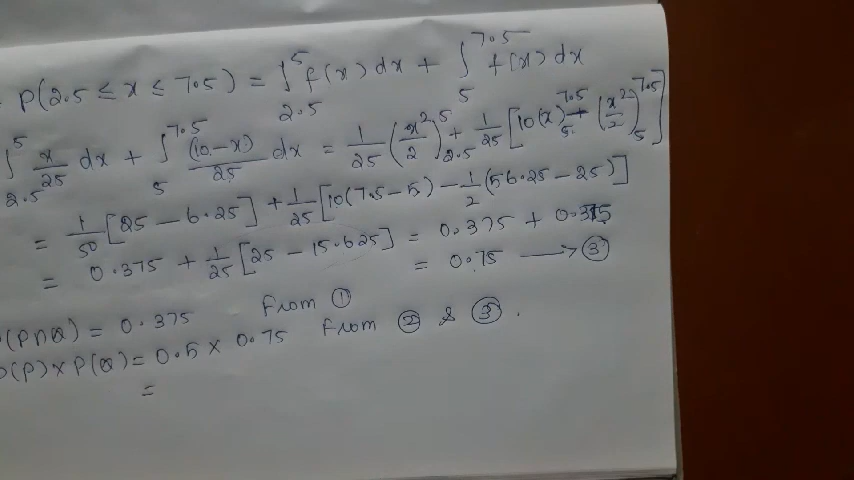 P(2.5 ≤ x ≤ 7.5) = ∫_{2.5}^{5} f(x) dx + ∫_{5}^{7.5} f(x) dx
∫_{2.5}^{5} x/25 dx + ∫_{5}^{7.5} (10-x)/25 dx = 1/25 (x²/2)_{2.5}^{5} + 1/25 [10(x)_{5}^{7.5} - (x²/2)_{5}^{7.5}]
= 1/50 [25 - 6.25] + 1/25 [10(7.5-5) - 1/2 (56.25 - 25)]
= 0.375 + 1/25 [25 - 15.625] = 0.375 + 0.375
= 0.75 → ③
P(P∩Q) = 0.375 from ①
P(P) x P(Q) = 0.5 x 0.75 from ② & ③.
=